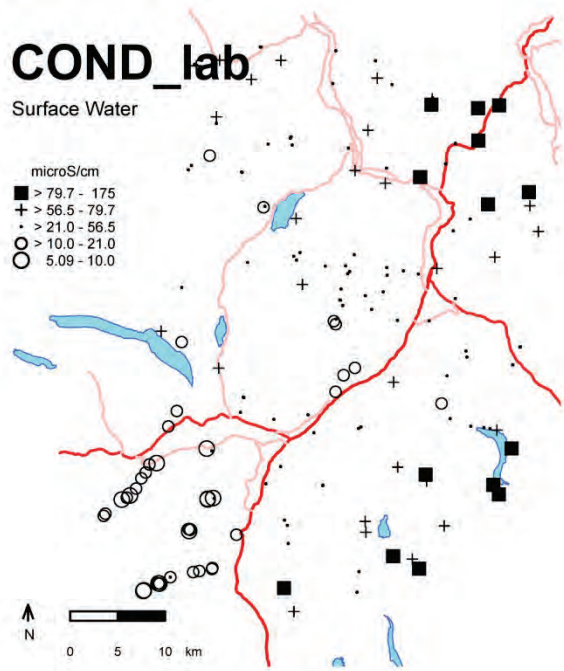 COND_lab
Surface Water
microS/cm
> 79.7 - 175
> 56.5 - 79.7
> 21.0 - 56.5
> 10.0 - 21.0
5.09 - 10.0
N
0 5 10 km